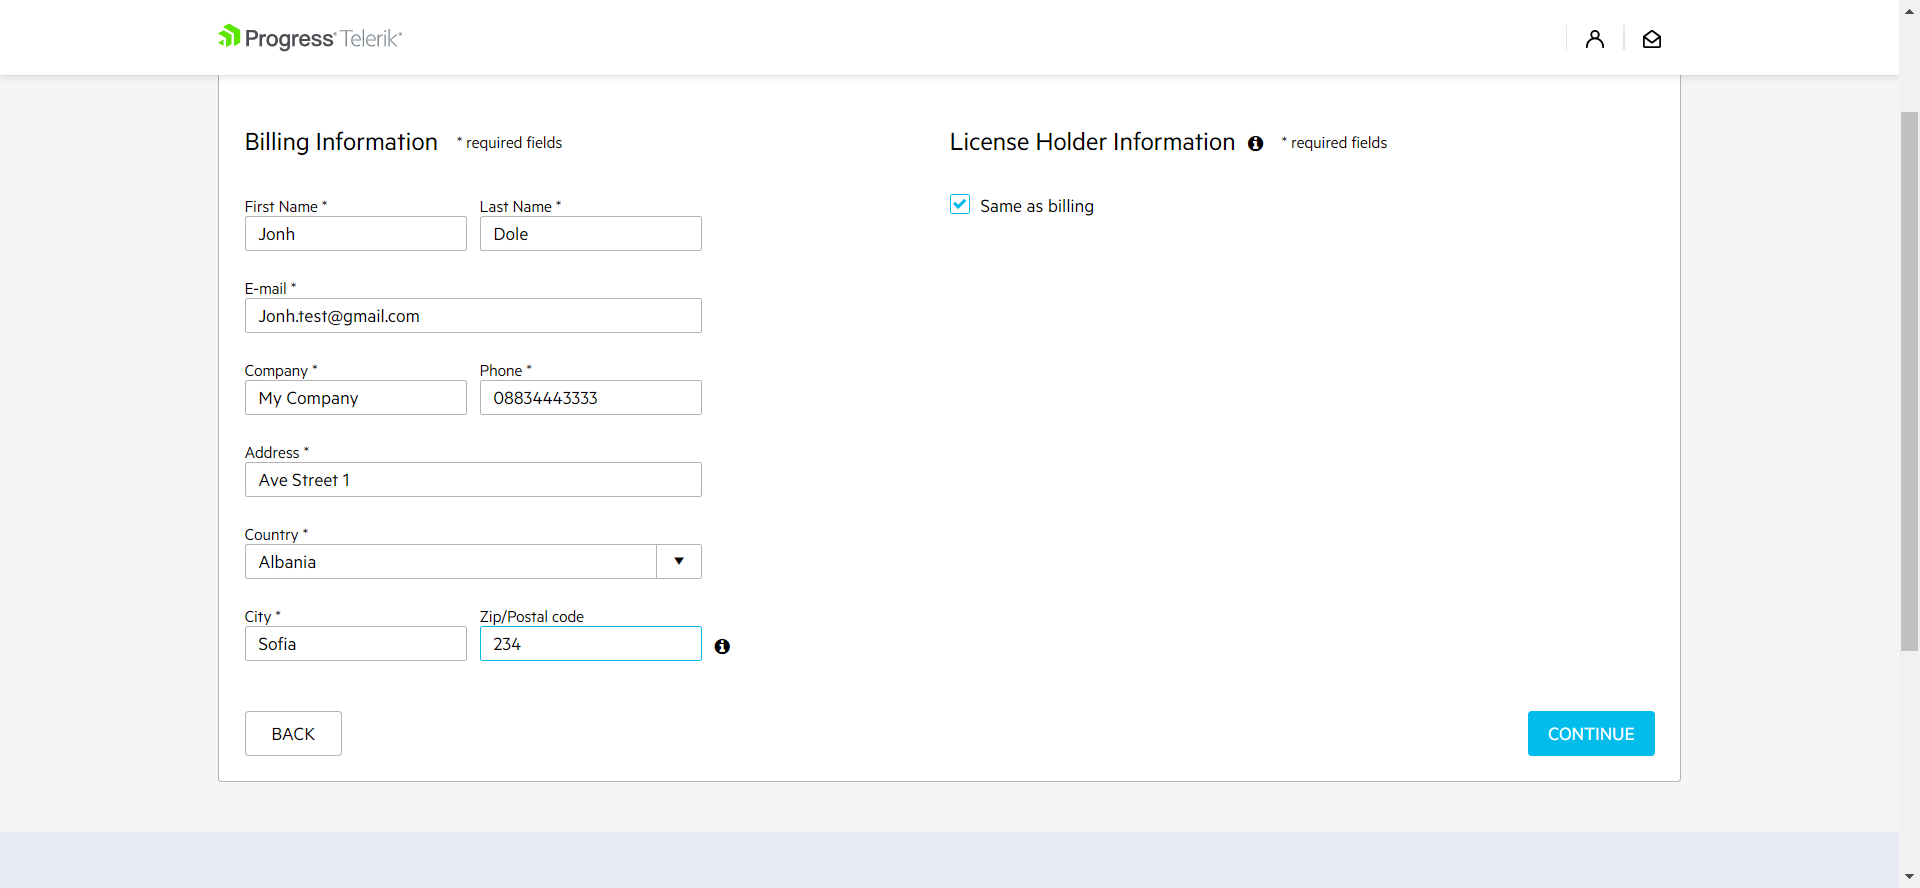 Progress Telerik
Billing Information * required fields
First Name * Last Name *
Jonh Dole
E-mail *
Jonh.test@gmail.com
Company * Phone *
My Company 08834443333
Address *
Ave Street 1
Country *
Albania
City * Zip/Postal code
Sofia 234
BACK
License Holder Information * required fields
Same as billing
CONTINUE